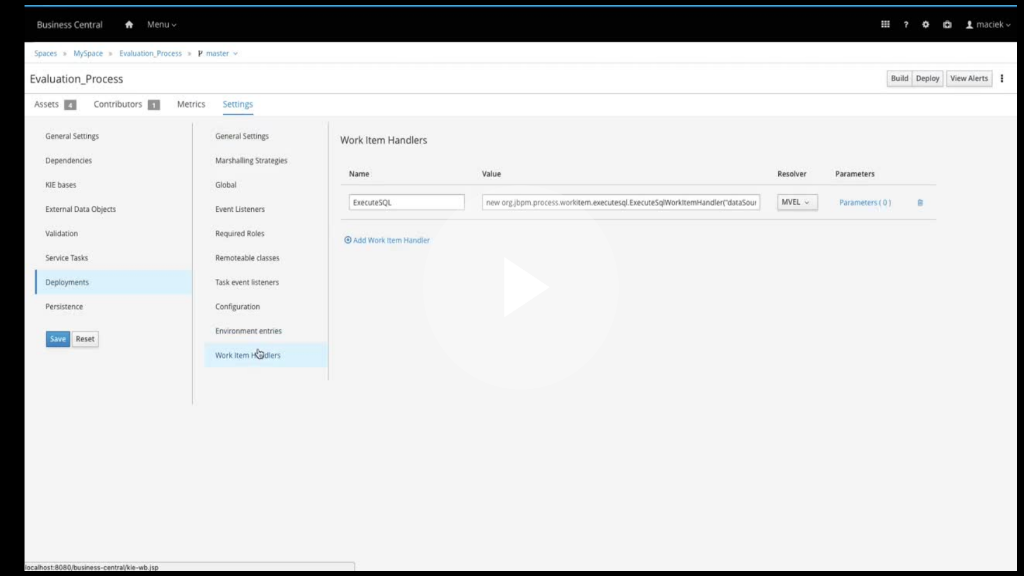 Business Central Menu ? maciek
Spaces » MySpace » Evaluation_Process » master
Evaluation_Process Build Deploy View Alerts
Assets 4 Contributors 1 Metrics Settings
General Settings
Dependencies
KIE bases
External Data Objects
Validation
Service Tasks
Deployments
Persistence
Save Reset
General Settings
Marshalling Strategies
Global
Event Listeners
Required Roles
Remoteable classes
Task event listeners
Configuration
Environment entries
Work Item Handlers
Work Item Handlers
Name Value Resolver Parameters
ExecuteSQL new org.jbpm.process.workitem.executesql.ExecuteSqlWorkItemHandler("dataSour MVEL Parameters ( 0 )
Add Work Item Handler
localhost:8080/business-central/kie-wb.jsp